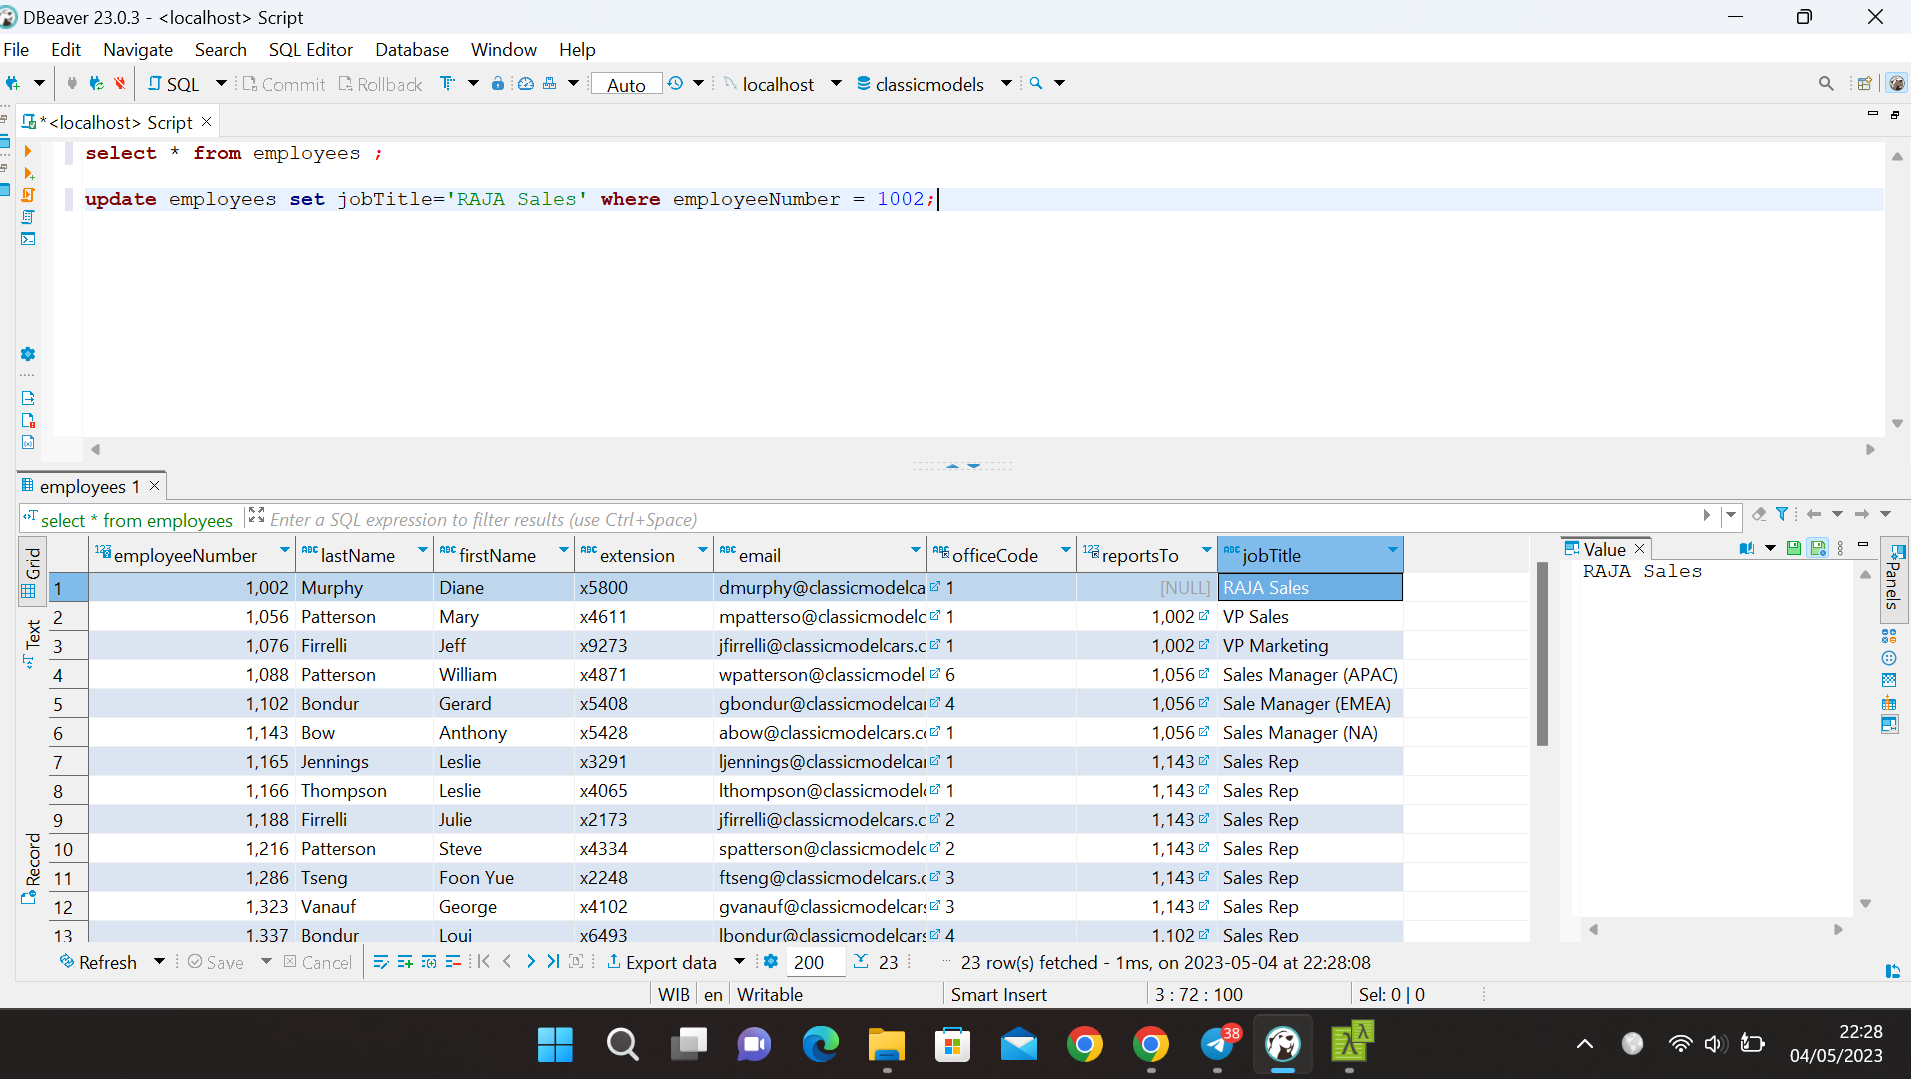 DBeaver 23.0.3 - <localhost> Script
File Edit Navigate Search SQL Editor Database Window Help
SQL Commit Rollback Auto localhost classicmodels
*<localhost> Script
select * from employees ;
update employees set jobTitle='RAJA Sales' where employeeNumber = 1002;
employees 1
select * from employees Enter a SQL expression to filter results (use Ctrl+Space)
Grid
Text
Record
employeeNumber lastName firstName extension email officeCode reportsTo jobTitle
1 1,002 Murphy Diane x5800 dmurphy@classicmodelca 1 [NULL] RAJA Sales
2 1,056 Patterson Mary x4611 mpatterso@classicmodelc 1 1,002 VP Sales
3 1,076 Firrelli Jeff x9273 jfirrelli@classicmodelcars.c 1 1,002 VP Marketing
4 1,088 Patterson William x4871 wpatterson@classicmodel 6 1,056 Sales Manager (APAC)
5 1,102 Bondur Gerard x5408 gbondur@classicmodelcar 4 1,056 Sale Manager (EMEA)
6 1,143 Bow Anthony x5428 abow@classicmodelcars.co 1 1,056 Sales Manager (NA)
7 1,165 Jennings Leslie x3291 ljennings@classicmodelcar 1 1,143 Sales Rep
8 1,166 Thompson Leslie x4065 lthompson@classicmodel 1 1,143 Sales Rep
9 1,188 Firrelli Julie x2173 jfirrelli@classicmodelcars.c 2 1,143 Sales Rep
10 1,216 Patterson Steve x4334 spatterson@classicmodelc 2 1,143 Sales Rep
11 1,286 Tseng Foon Yue x2248 ftseng@classicmodelcars.c 3 1,143 Sales Rep
12 1,323 Vanauf George x4102 gvanauf@classicmodelcars 3 1,143 Sales Rep
13 1,337 Bondur Loui x6493 lbondur@classicmodelcars 4 1,102 Sales Rep
Value
RAJA Sales
Panels
Refresh Save Cancel Export data 200 23 23 row(s) fetched - 1ms, on 2023-05-04 at 22:28:08
WIB en Writable Smart Insert 3 : 72 : 100 Sel: 0 | 0
38
22:28
04/05/2023